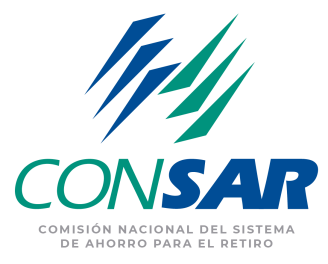 CONSAR
COMISIÓN NACIONAL DEL SISTEMA
DE AHORRO PARA EL RETIRO